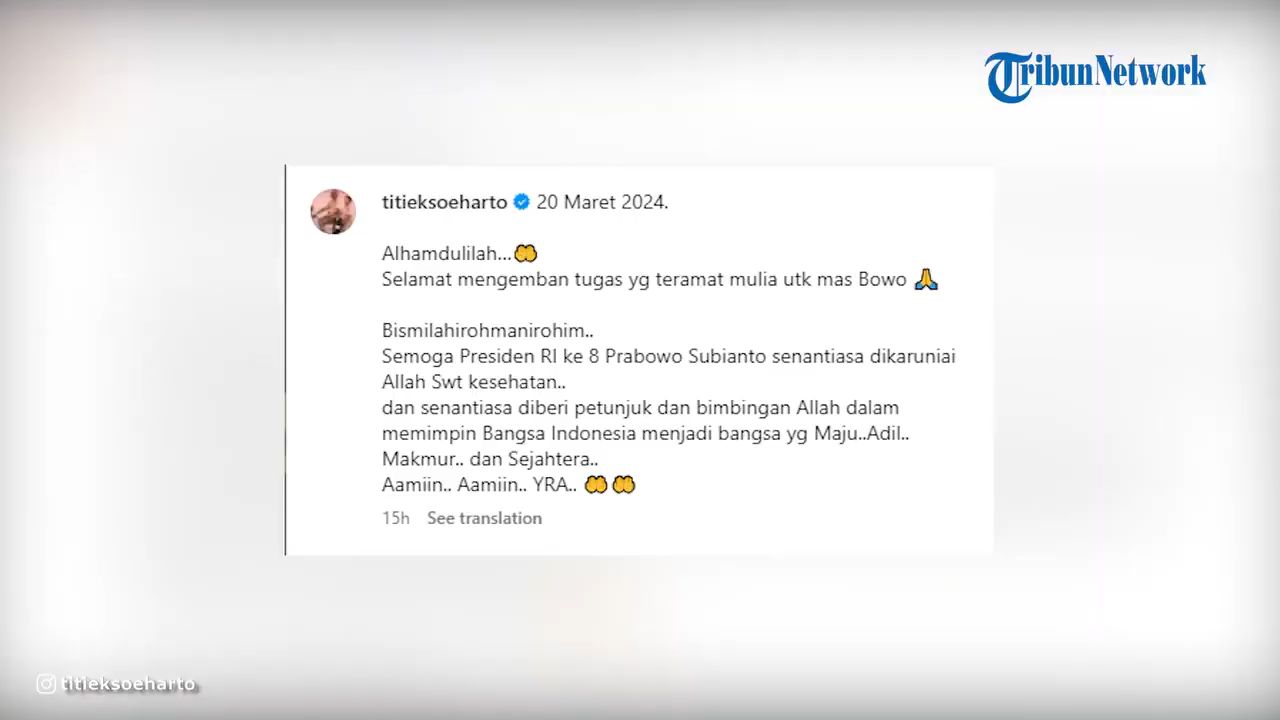 TribunNetwork
titieksoeharto 20 Maret 2024.
Alhamdulilah...🤲
Selamat mengemban tugas yg teramat mulia utk mas Bowo 🙏
Bismilahirohmanirohim..
Semoga Presiden RI ke 8 Prabowo Subianto senantiasa dikaruniai
Allah Swt kesehatan..
dan senantiasa diberi petunjuk dan bimbingan Allah dalam
memimpin Bangsa Indonesia menjadi bangsa yg Maju..Adil..
Makmur.. dan Sejahtera..
Aamiin.. Aamiin.. YRA.. 🤲🤲
15h See translation
titieksoeharto